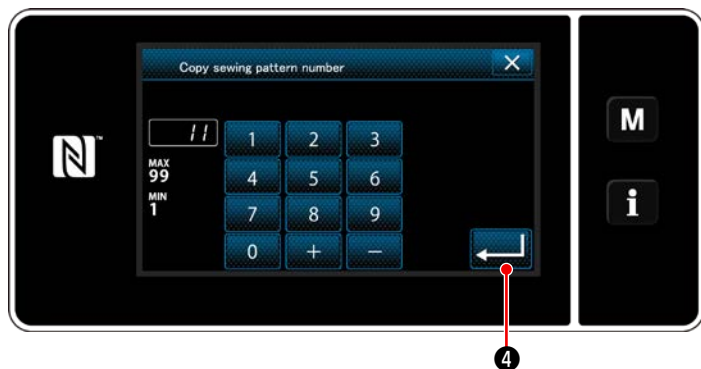 Copy sewing pattern number
11
MAX
99
MIN
1
1 2 3
4 5 6
7 8 9
0 + −
M
i
N
4